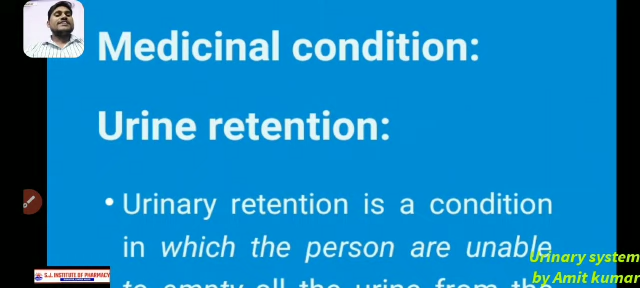 Medicinal condition:
Urine retention:
• Urinary retention is a condition
in which the person are unable
to empty all the urine from the
Urinary system
by Amit kumar
S.J. INSTITUTE OF PHARMACY